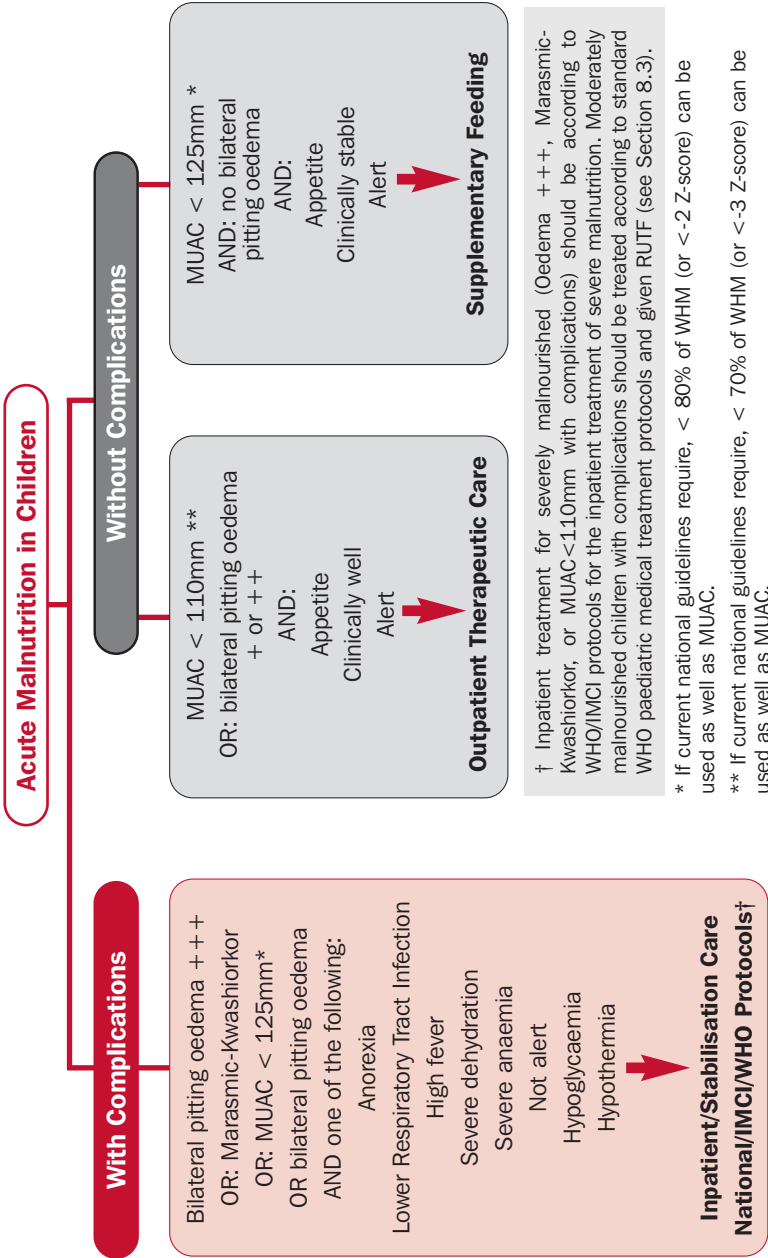 Acute Malnutrition in Children
With Complications
Bilateral pitting oedema +++
OR: Marasmic-Kwashiorkor
OR: MUAC < 125mm*
OR bilateral pitting oedema
AND one of the following:
Anorexia
Lower Respiratory Tract Infection
High fever
Severe dehydration
Severe anaemia
Not alert
Hypoglycaemia
Hypothermia
Inpatient/Stabilisation Care
National/IMCI/WHO Protocols†
Without Complications
MUAC < 110mm **
OR: bilateral pitting oedema
+ or ++
AND:
Appetite
Clinically well
Alert
Outpatient Therapeutic Care
MUAC < 125mm *
AND: no bilateral
pitting oedema
AND:
Appetite
Clinically stable
Alert
Supplementary Feeding
† Inpatient treatment for severely malnourished (Oedema +++, Marasmic-
Kwashiorkor, or MUAC<110mm with complications) should be according to
WHO/IMCI protocols for the inpatient treatment of severe malnutrition. Moderately
malnourished children with complications should be treated according to standard
WHO paediatric medical treatment protocols and given RUTF (see Section 8.3).
* If current national guidelines require, < 80% of WHM (or <-2 Z-score) can be
used as well as MUAC.
** If current national guidelines require, < 70% of WHM (or <-3 Z-score) can be
used as well as MUAC.